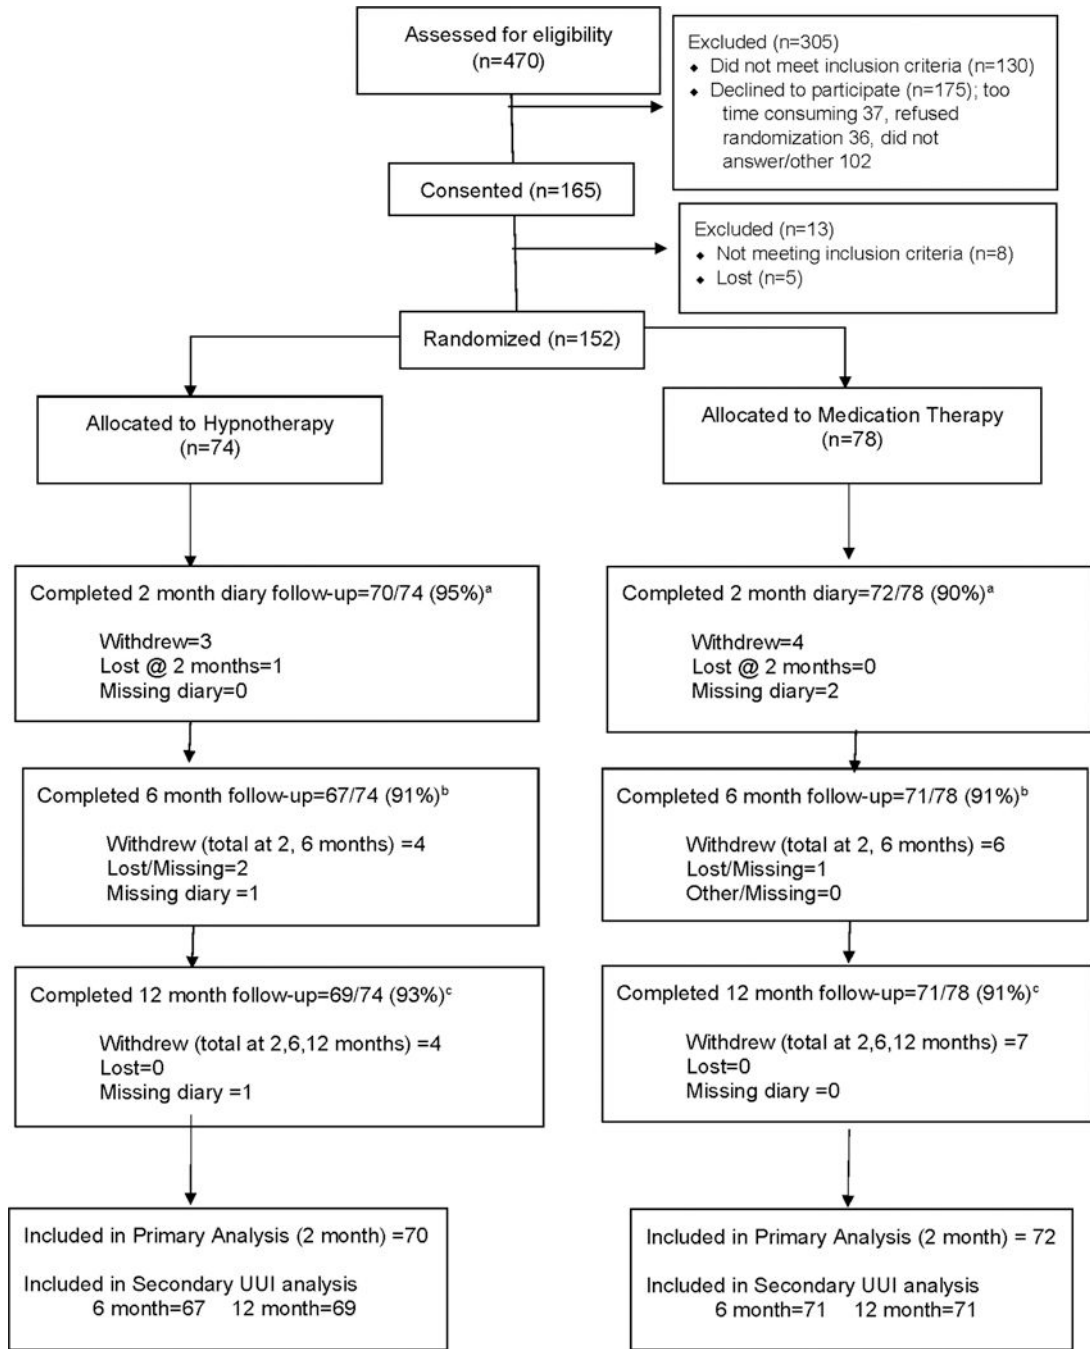 Assessed for eligibility
(n=470)
Excluded (n=305)
♦ Did not meet inclusion criteria (n=130)
♦ Declined to participate (n=175); too
time consuming 37, refused
randomization 36, did not
answer/other 102
Consented (n=165)
Excluded (n=13)
♦ Not meeting inclusion criteria (n=8)
♦ Lost (n=5)
Randomized (n=152)
Allocated to Hypnotherapy
(n=74)
Allocated to Medication Therapy
(n=78)
Completed 2 month diary follow-up=70/74 (95%)ᵃ
Withdrew=3
Lost @ 2 months=1
Missing diary=0
Completed 2 month diary=72/78 (90%)ᵃ
Withdrew=4
Lost @ 2 months=0
Missing diary=2
Completed 6 month follow-up=67/74 (91%)ᵇ
Withdrew (total at 2, 6 months) =4
Lost/Missing=2
Missing diary =1
Completed 6 month follow-up=71/78 (91%)ᵇ
Withdrew (total at 2, 6 months) =6
Lost/Missing=1
Other/Missing=0
Completed 12 month follow-up=69/74 (93%)ᶜ
Withdrew (total at 2,6,12 months) =4
Lost=0
Missing diary =1
Completed 12 month follow-up=71/78 (91%)ᶜ
Withdrew (total at 2,6,12 months) =7
Lost=0
Missing diary =0
Included in Primary Analysis (2 month) =70
Included in Secondary UUI analysis
6 month=67 12 month=69
Included in Primary Analysis (2 month) = 72
Included in Secondary UUI analysis
6 month=71 12 month=71